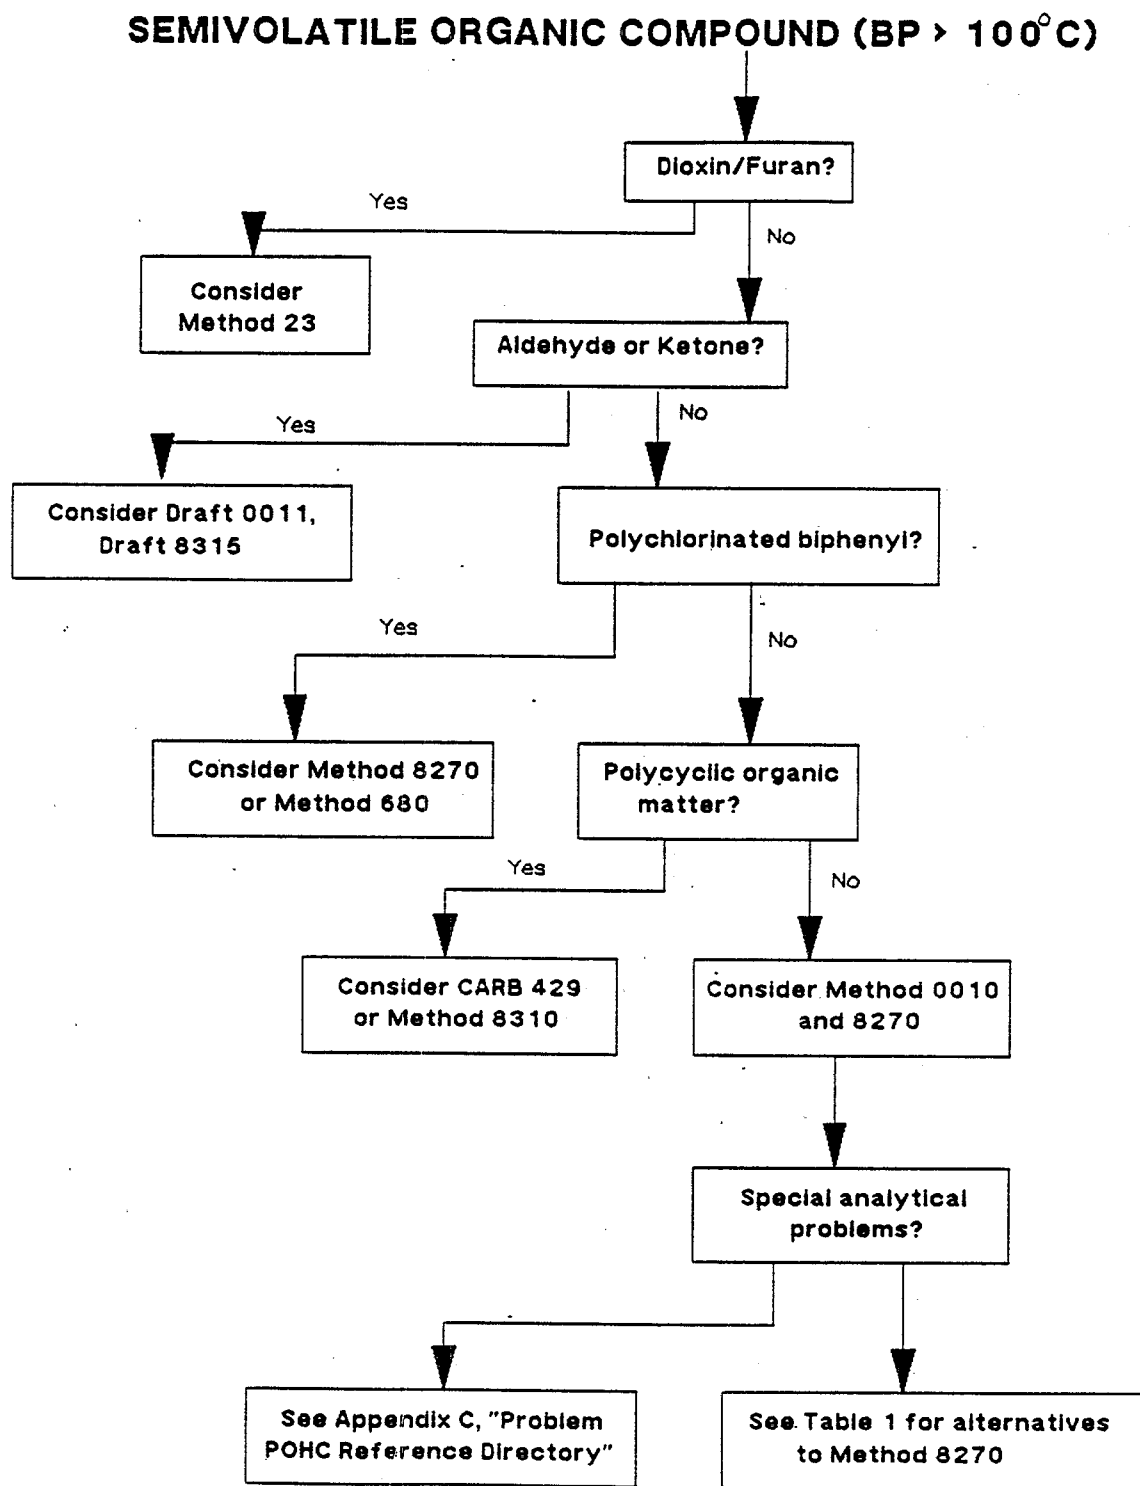 SEMIVOLATILE ORGANIC COMPOUND (BP > 100°C)
Dioxin/Furan?
Yes
No
Consider
Method 23
Aldehyde or Ketone?
Yes
No
Consider Draft 0011,
Draft 8315
Polychlorinated biphenyl?
Yes
No
Consider Method 8270
or Method 680
Polycyclic organic
matter?
Yes
No
Consider CARB 429
or Method 8310
Consider Method 0010
and 8270
Special analytical
problems?
See Appendix C, "Problem
POHC Reference Directory"
See Table 1 for alternatives
to Method 8270